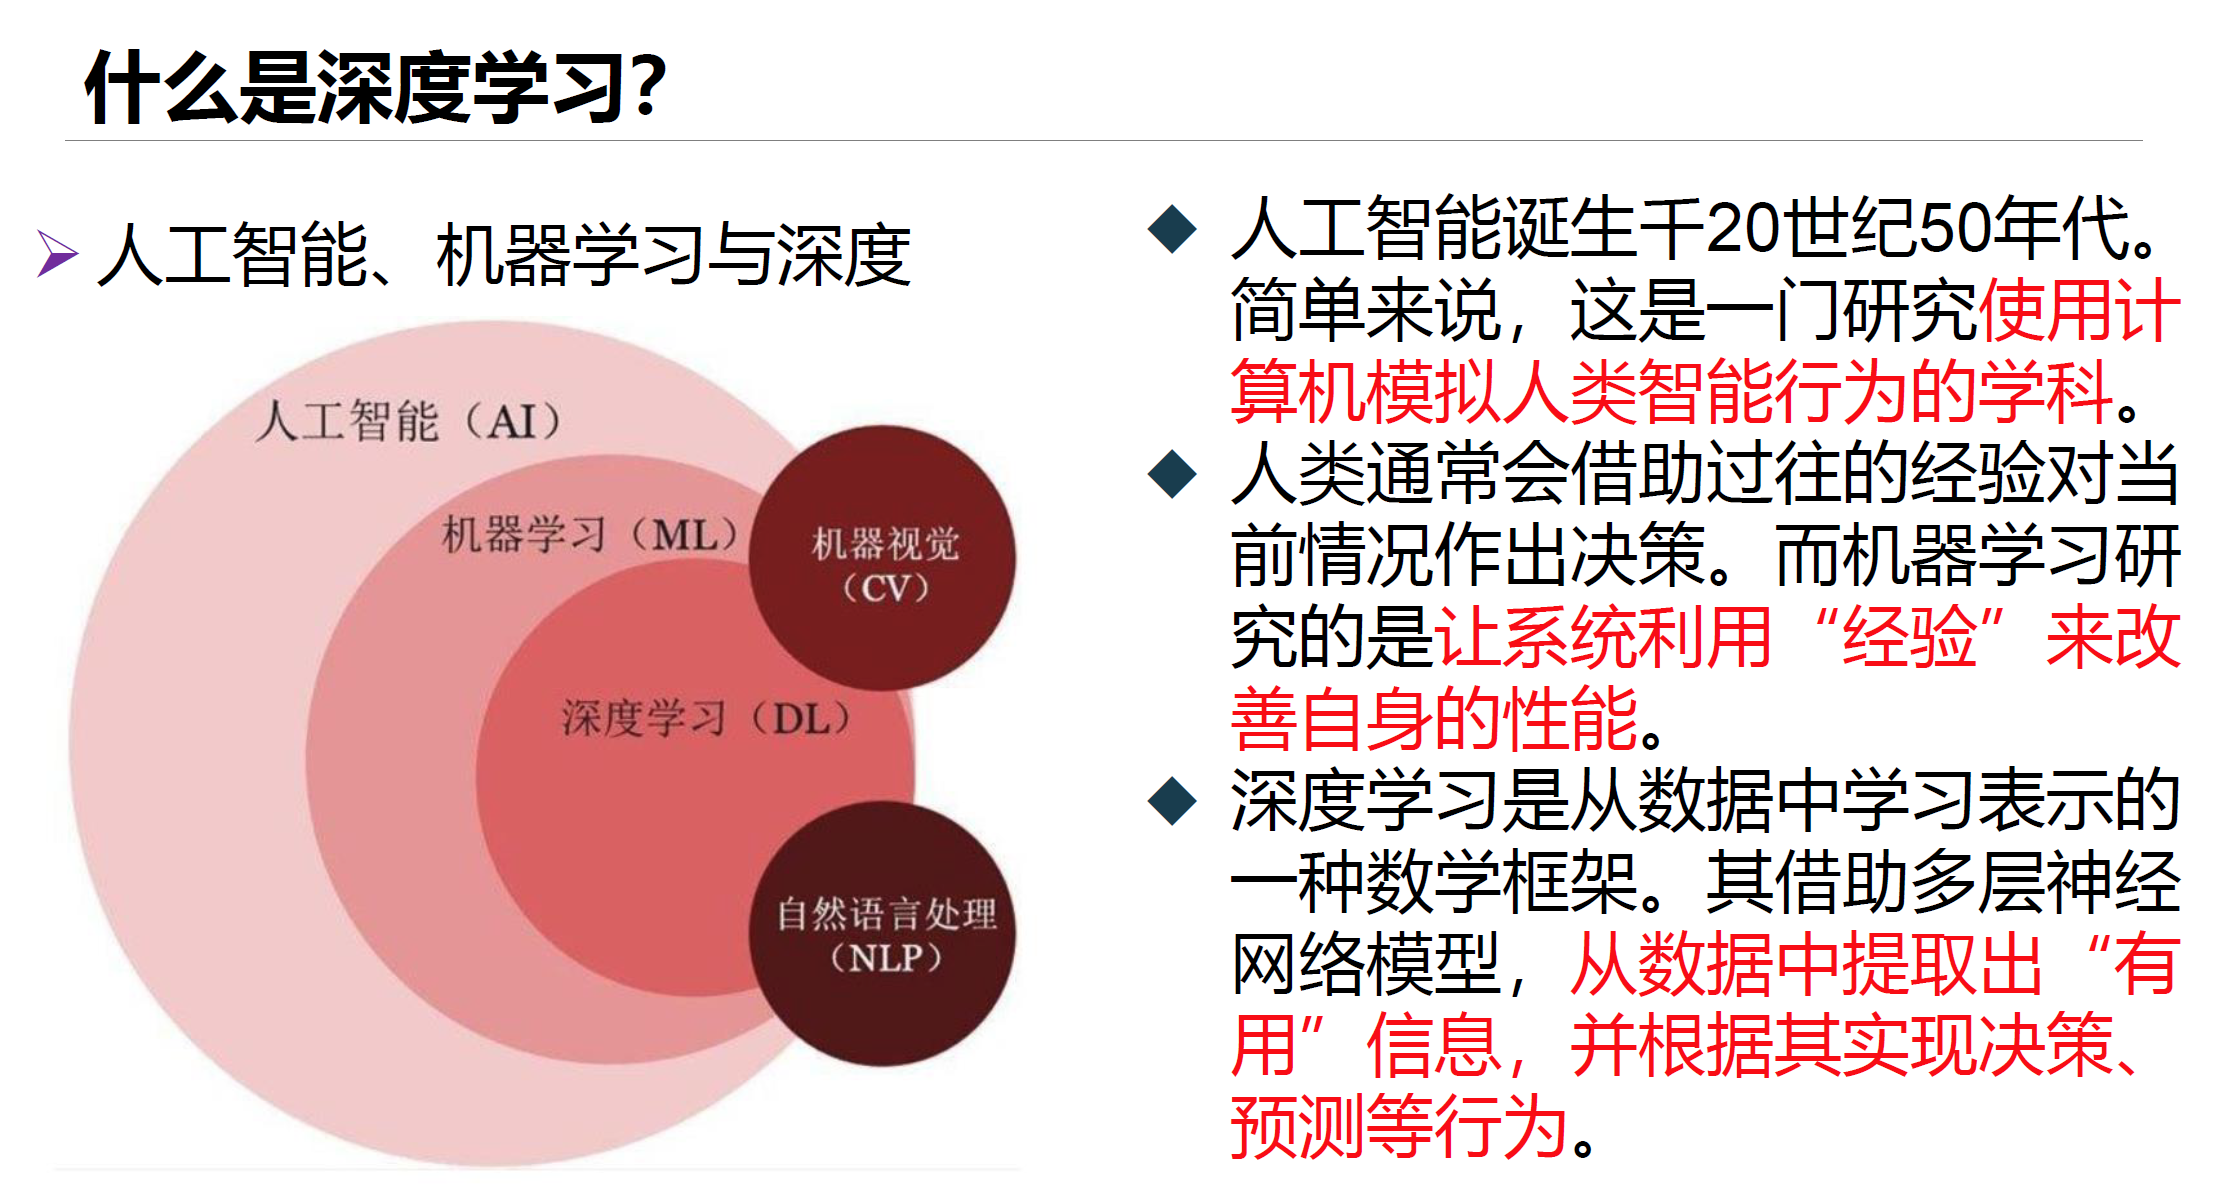 什么是深度学习？
人工智能、机器学习与深度
人工智能（AI）
机器学习（ML）
机器视觉
（CV）
深度学习（DL）
自然语言处理
（NLP）
人工智能诞生千20世纪50年代。
简单来说，这是一门研究使用计
算机模拟人类智能行为的学科。
人类通常会借助过往的经验对当
前情况作出决策。而机器学习研
究的是让系统利用“经验”来改
善自身的性能。
深度学习是从数据中学习表示的
一种数学框架。其借助多层神经
网络模型，从数据中提取出“有
用”信息，并根据其实现决策、
预测等行为。